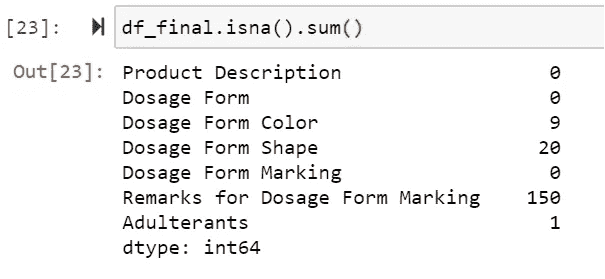 [23]: df_final.isna().sum()
Out[23]: Product Description 0
Dosage Form 0
Dosage Form Color 9
Dosage Form Shape 20
Dosage Form Marking 0
Remarks for Dosage Form Marking 150
Adulterants 1
dtype: int64